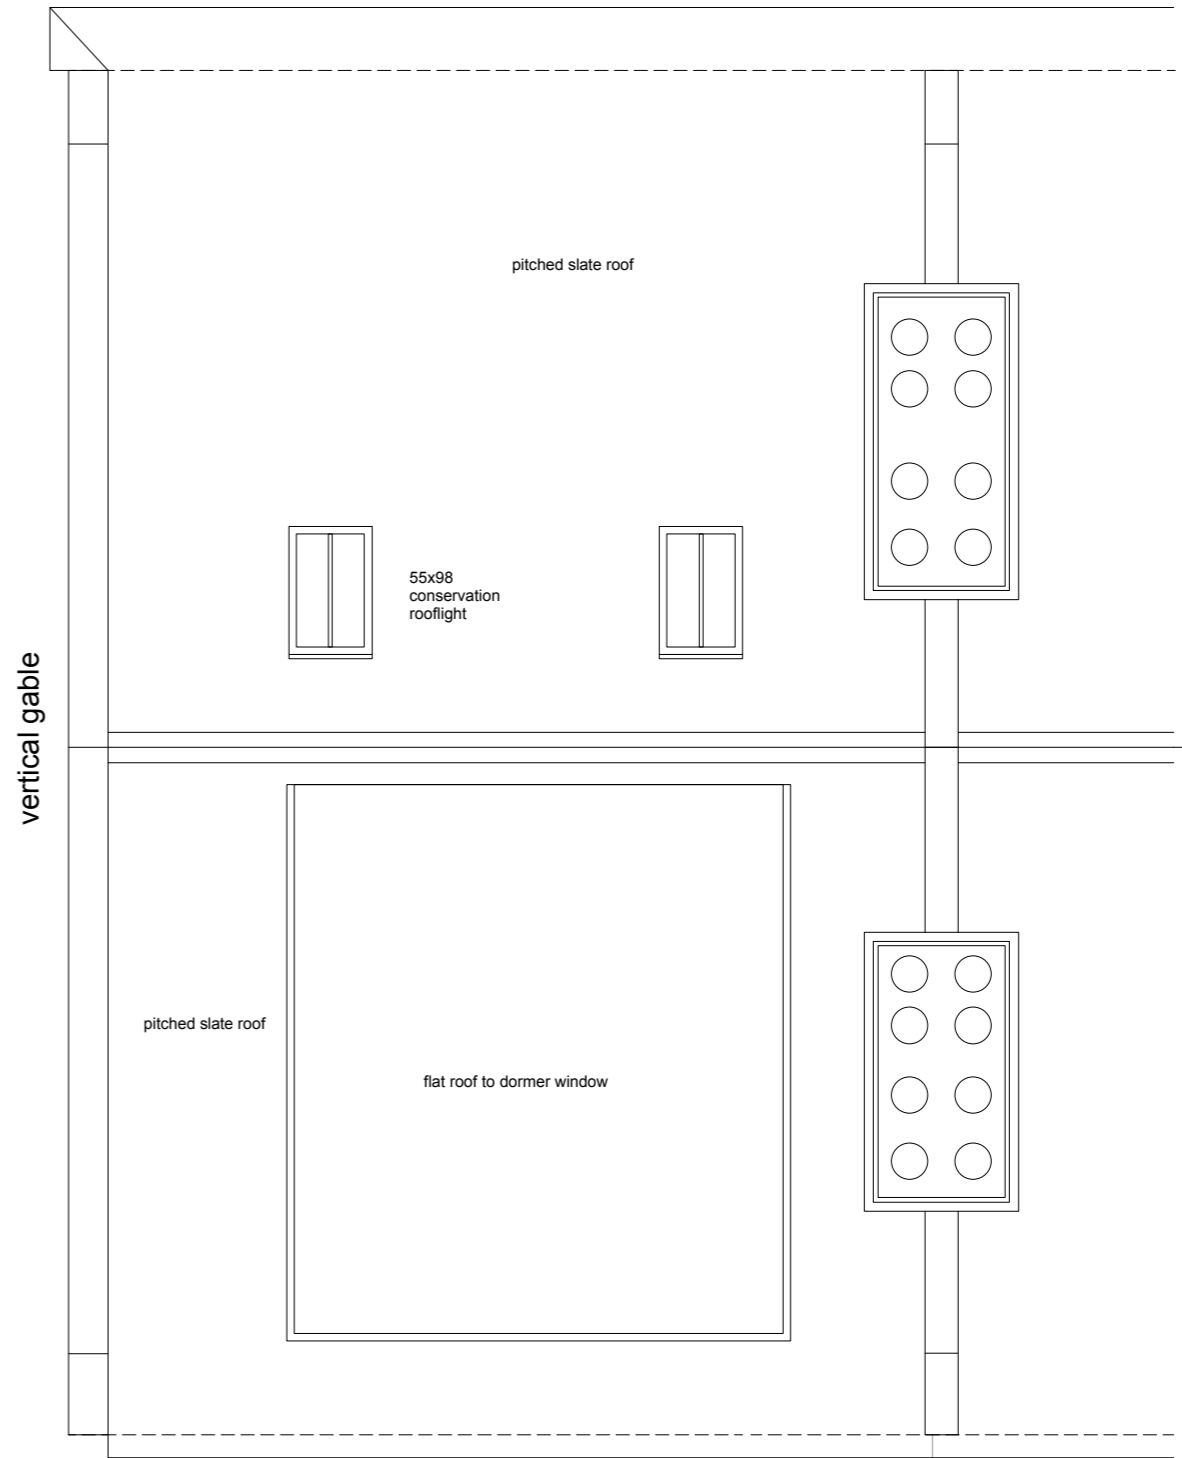 pitched slate roof
55x98
conservation
rooflight
vertical gable
pitched slate roof
flat roof to dormer window